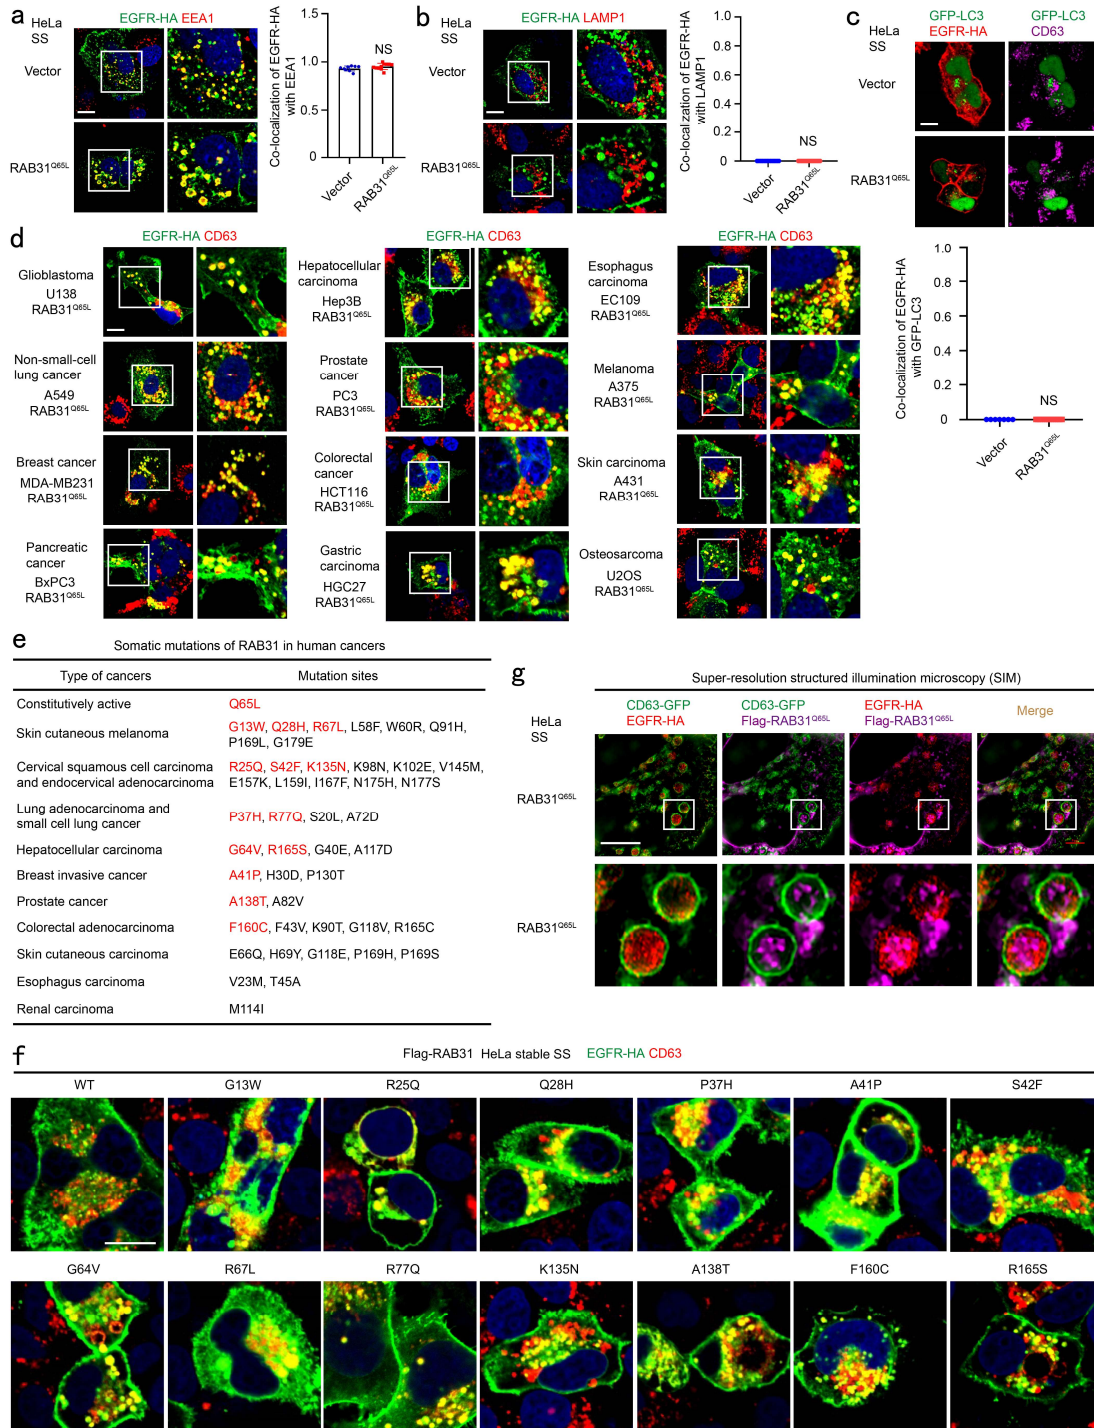 a
HeLa
SS
EGFR-HA EEA1
Vector
RAB31Q65L
Co-localization of EGFR-HA
with EEA1
1.5
1.0
0.5
0
NS
Vector
RAB31Q65L
b
HeLa
SS
EGFR-HA LAMP1
Vector
RAB31Q65L
Co-localization of EGFR-HA
with LAMP1
1.0
0.8
0.6
0.4
0.2
0
NS
Vector
RAB31Q65L
c
HeLa
SS
GFP-LC3
EGFR-HA
GFP-LC3
CD63
Vector
RAB31Q65L
Co-localization of EGFR-HA
with GFP-LC3
1.0
0.8
0.6
0.4
0.2
0
NS
Vector
RAB31Q65L
d
EGFR-HA CD63
Glioblastoma
U138
RAB31Q65L
Non-small-cell
lung cancer
A549
RAB31Q65L
Breast cancer
MDA-MB231
RAB31Q65L
Pancreatic
cancer
BxPC3
RAB31Q65L
EGFR-HA CD63
Hepatocellular
carcinoma
Hep3B
RAB31Q65L
Prostate
cancer
PC3
RAB31Q65L
Colorectal
cancer
HCT116
RAB31Q65L
Gastric
carcinoma
HGC27
RAB31Q65L
EGFR-HA CD63
Esophagus
carcinoma
EC109
RAB31Q65L
Melanoma
A375
RAB31Q65L
Skin carcinoma
A431
RAB31Q65L
Osteosarcoma
U2OS
RAB31Q65L
e
Somatic mutations of RAB31 in human cancers
Type of cancers Mutation sites
Constitutively active Q65L
Skin cutaneous melanoma G13W, Q28H, R67L, L58F, W60R, Q91H,
P169L, G179E
Cervical squamous cell carcinoma R25Q, S42F, K135N, K98N, K102E, V145M,
and endocervical adenocarcinoma E157K, L159I, I167F, N175H, N177S
Lung adenocarcinoma and
small cell lung cancer P37H, R77Q, S20L, A72D
Hepatocellular carcinoma G64V, R165S, G40E, A117D
Breast invasive cancer A41P, H30D, P130T
Prostate cancer A138T, A82V
Colorectal adenocarcinoma F160C, F43V, K90T, G118V, R165C
Skin cutaneous carcinoma E66Q, H69Y, G118E, P169H, P169S
Esophagus carcinoma V23M, T45A
Renal carcinoma M114I
g
Super-resolution structured illumination microscopy (SIM)
HeLa
SS
CD63-GFP
EGFR-HA
CD63-GFP
Flag-RAB31Q65L
EGFR-HA
Flag-RAB31Q65L
Merge
RAB31Q65L
RAB31Q65L
f
Flag-RAB31 HeLa stable SS EGFR-HA CD63
WT G13W R25Q Q28H P37H A41P S42F
G64V R67L R77Q K135N A138T F160C R165S